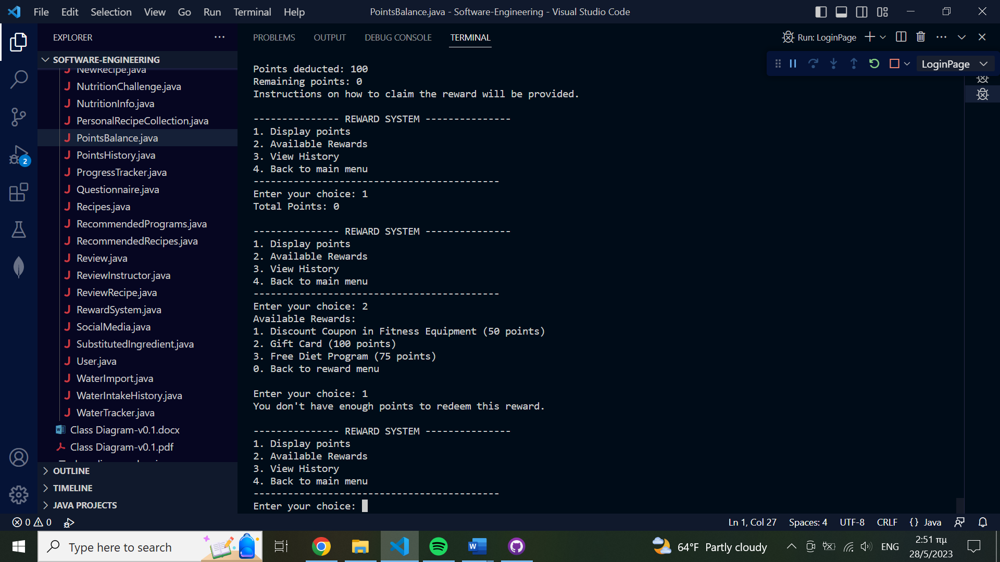 File Edit Selection View Go Run Terminal Help
PointsBalance.java - Software-Engineering - Visual Studio Code
EXPLORER
SOFTWARE-ENGINEERING
NewRecipe.java
NutritionChallenge.java
NutritionInfo.java
PersonalRecipeCollection.java
PointsBalance.java
PointsHistory.java
ProgressTracker.java
Questionnaire.java
Recipes.java
RecommendedPrograms.java
RecommendedRecipes.java
Review.java
ReviewInstructor.java
ReviewRecipe.java
RewardSystem.java
SocialMedia.java
SubstitutedIngredient.java
User.java
WaterImport.java
WaterIntakeHistory.java
WaterTracker.java
Class Diagram-v0.1.docx
Class Diagram-v0.1.pdf
OUTLINE
TIMELINE
JAVA PROJECTS
2
PROBLEMS OUTPUT DEBUG CONSOLE TERMINAL
Run: LoginPage
LoginPage
Points deducted: 100
Remaining points: 0
Instructions on how to claim the reward will be provided.
--------------- REWARD SYSTEM ---------------
1. Display points
2. Available Rewards
3. View History
4. Back to main menu
-------------------------------------------
Enter your choice: 1
Total Points: 0
--------------- REWARD SYSTEM ---------------
1. Display points
2. Available Rewards
3. View History
4. Back to main menu
-------------------------------------------
Enter your choice: 2
Available Rewards:
1. Discount Coupon in Fitness Equipment (50 points)
2. Gift Card (100 points)
3. Free Diet Program (75 points)
0. Back to reward menu
Enter your choice: 1
You don't have enough points to redeem this reward.
--------------- REWARD SYSTEM ---------------
1. Display points
2. Available Rewards
3. View History
4. Back to main menu
-------------------------------------------
Enter your choice:
0 0
Ln 1, Col 27 Spaces: 4 UTF-8 CRLF {} Java
Type here to search
64°F Partly cloudy
ENG
2:51 πμ
28/5/2023